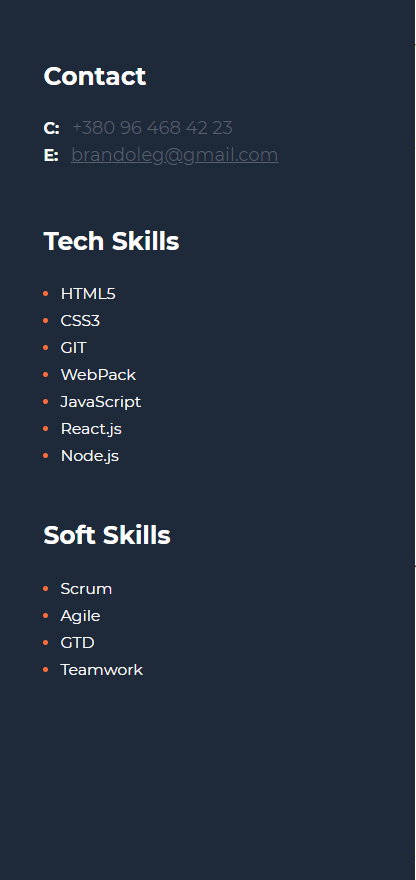 Contact
C: +380 96 468 42 23
E: brandoleg@gmail.com
Tech Skills
HTML5
CSS3
GIT
WebPack
JavaScript
React.js
Node.js
Soft Skills
Scrum
Agile
GTD
Teamwork